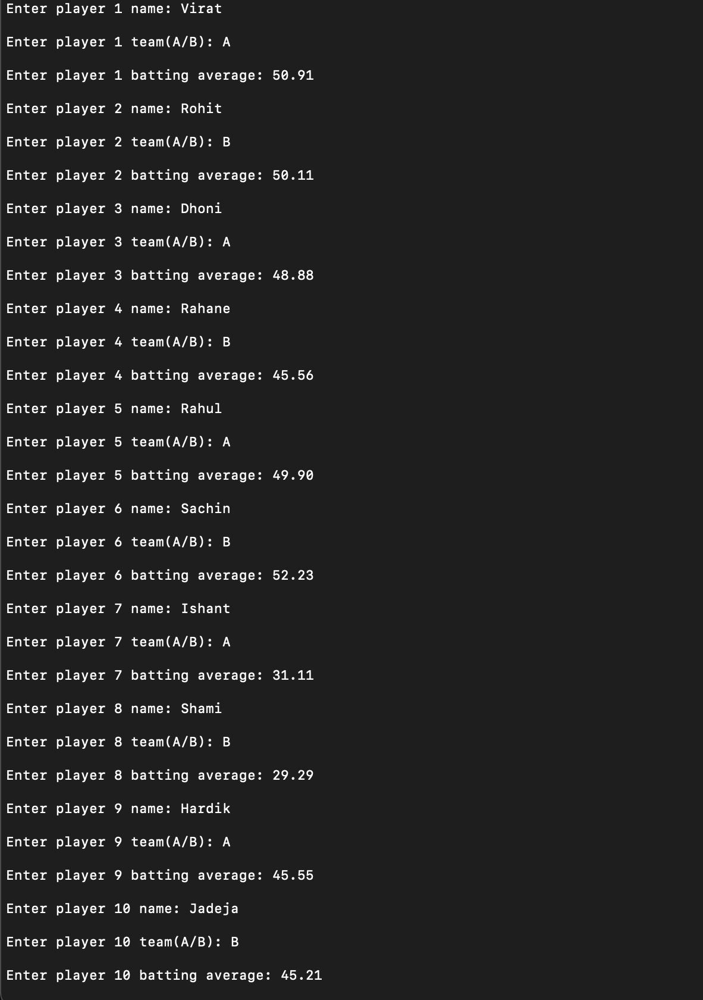 Enter player 1 name: Virat
Enter player 1 team(A/B): A
Enter player 1 batting average: 50.91
Enter player 2 name: Rohit
Enter player 2 team(A/B): B
Enter player 2 batting average: 50.11
Enter player 3 name: Dhoni
Enter player 3 team(A/B): A
Enter player 3 batting average: 48.88
Enter player 4 name: Rahane
Enter player 4 team(A/B): B
Enter player 4 batting average: 45.56
Enter player 5 name: Rahul
Enter player 5 team(A/B): A
Enter player 5 batting average: 49.90
Enter player 6 name: Sachin
Enter player 6 team(A/B): B
Enter player 6 batting average: 52.23
Enter player 7 name: Ishant
Enter player 7 team(A/B): A
Enter player 7 batting average: 31.11
Enter player 8 name: Shami
Enter player 8 team(A/B): B
Enter player 8 batting average: 29.29
Enter player 9 name: Hardik
Enter player 9 team(A/B): A
Enter player 9 batting average: 45.55
Enter player 10 name: Jadeja
Enter player 10 team(A/B): B
Enter player 10 batting average: 45.21